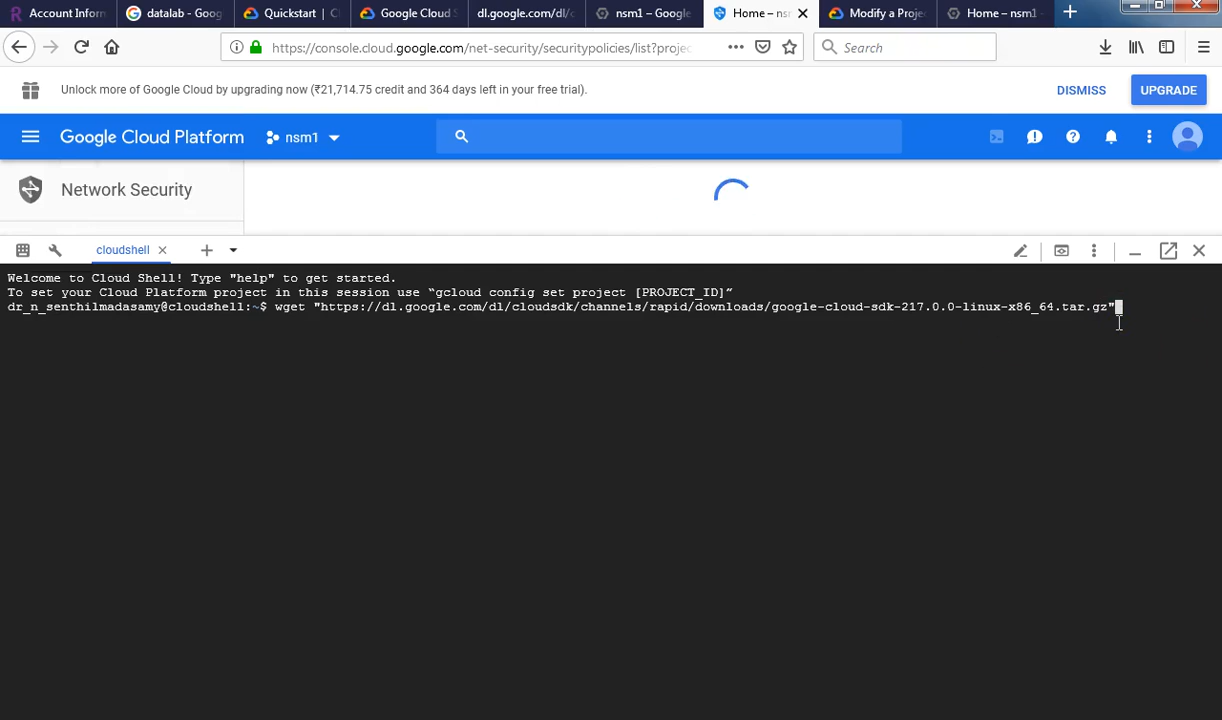 Account Inform
datalab - Goog
Quickstart | Cl
Google Cloud S
dl.google.com/dl/c
nsm1 – Google
Home – nsm
Modify a Projec
Home – nsm1 -
https://console.cloud.google.com/net-security/securitypolicies/list?projec
Search
Unlock more of Google Cloud by upgrading now (₹21,714.75 credit and 364 days left in your free trial).
DISMISS
UPGRADE
Google Cloud Platform
nsm1
Network Security
cloudshell
Welcome to Cloud Shell! Type "help" to get started.
To set your Cloud Platform project in this session use “gcloud config set project [PROJECT_ID]”
dr_n_senthilmadasamy@cloudshell:~$ wget "https://dl.google.com/dl/cloudsdk/channels/rapid/downloads/google-cloud-sdk-217.0.0-linux-x86_64.tar.gz"